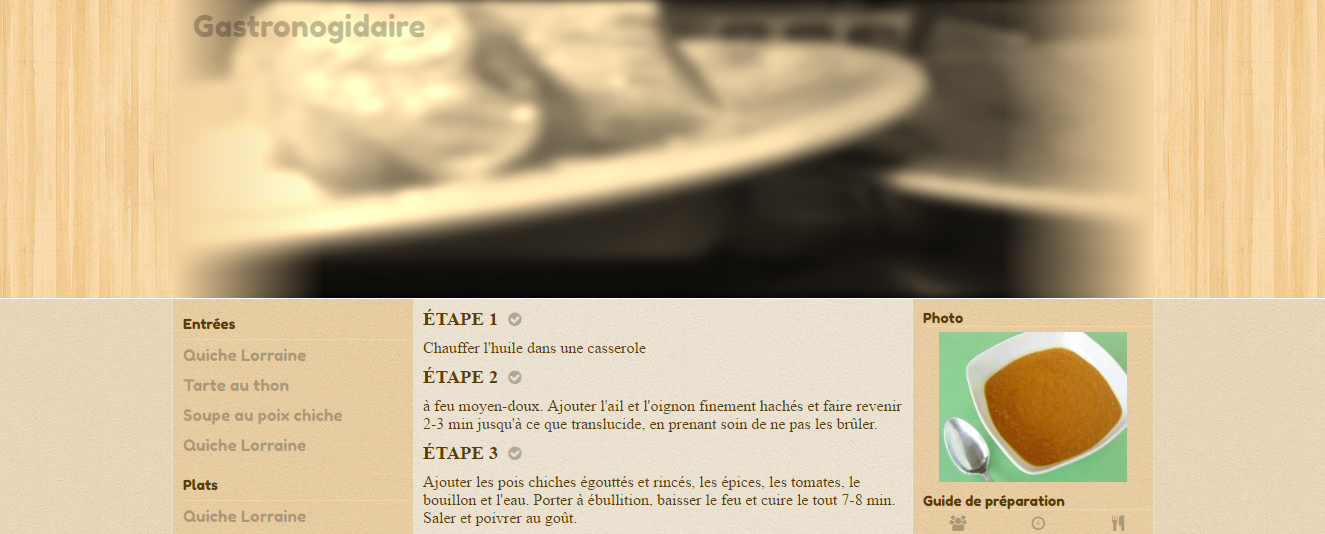 Gastronogidaire
Entrées
Quiche Lorraine
Tarte au thon
Soupe au poix chiche
Quiche Lorraine
Plats
Quiche Lorraine
ÉTAPE 1
Chauffer l'huile dans une casserole
ÉTAPE 2
à feu moyen-doux. Ajouter l'ail et l'oignon finement hachés et faire revenir
2-3 min jusqu'à ce que translucide, en prenant soin de ne pas les brûler.
ÉTAPE 3
Ajouter les pois chiches égouttés et rincés, les épices, les tomates, le
bouillon et l'eau. Porter à ébullition, baisser le feu et cuire le tout 7-8 min.
Saler et poivrer au goût.
Photo
Guide de préparation